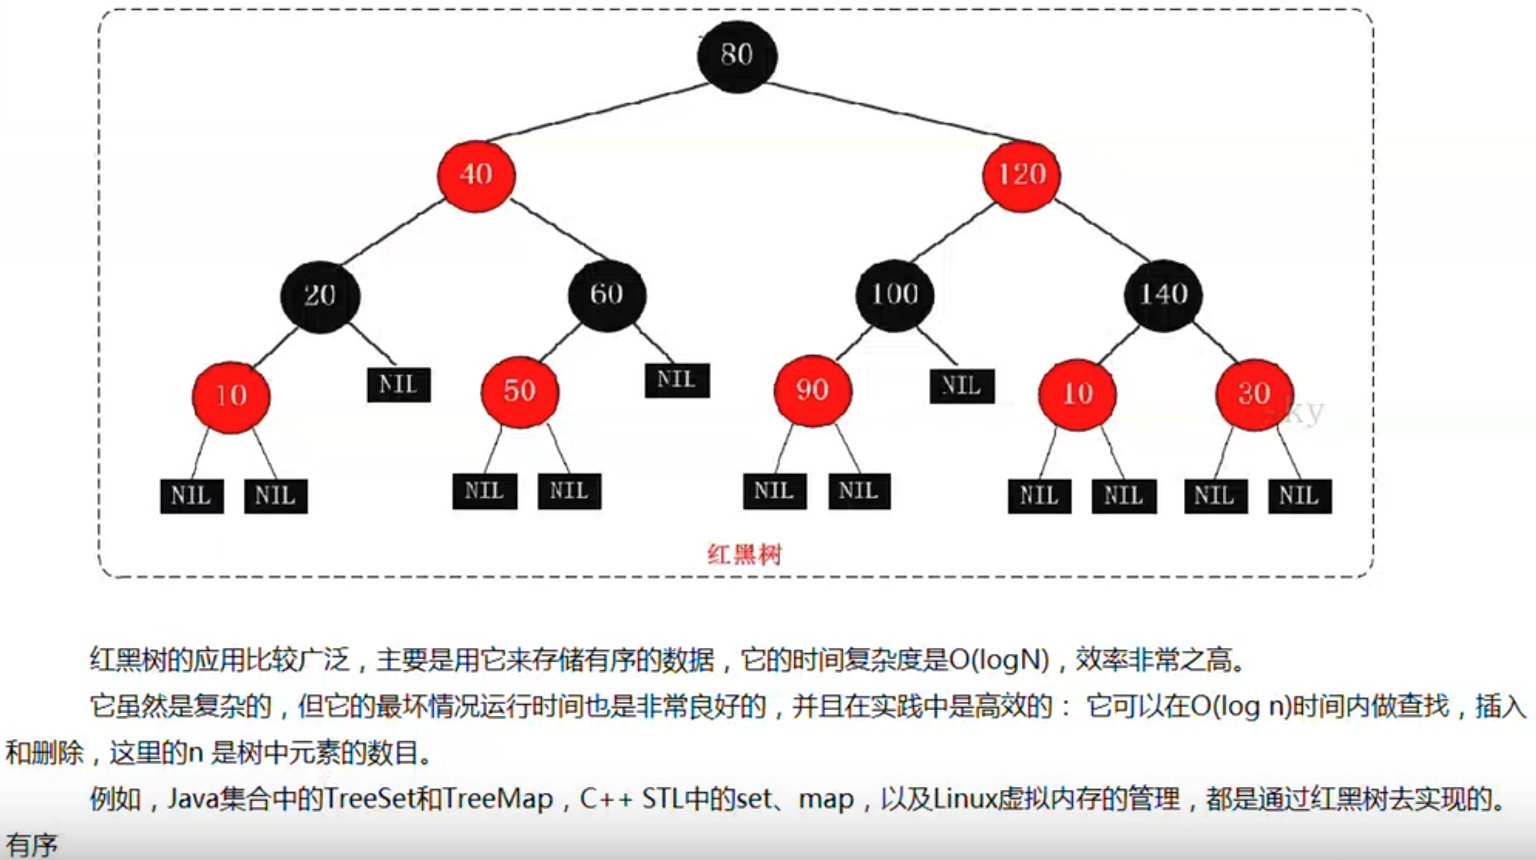 80
40 120
20 60 100 140
10 NIL 50 NIL 90 NIL 10 30
NIL NIL NIL NIL NIL NIL NIL NIL NIL NIL
sky
红黑树
红黑树的应用比较广泛，主要是用它来存储有序的数据，它的时间复杂度是O(logN)，效率非常之高。
它虽然是复杂的，但它的最坏情况运行时间也是非常良好的，并且在实践中是高效的： 它可以在O(log n)时间内做查找，插入
和删除，这里的n 是树中元素的数目。
例如，Java集合中的TreeSet和TreeMap，C++ STL中的set、map，以及Linux虚拟内存的管理，都是通过红黑树去实现的。
有序